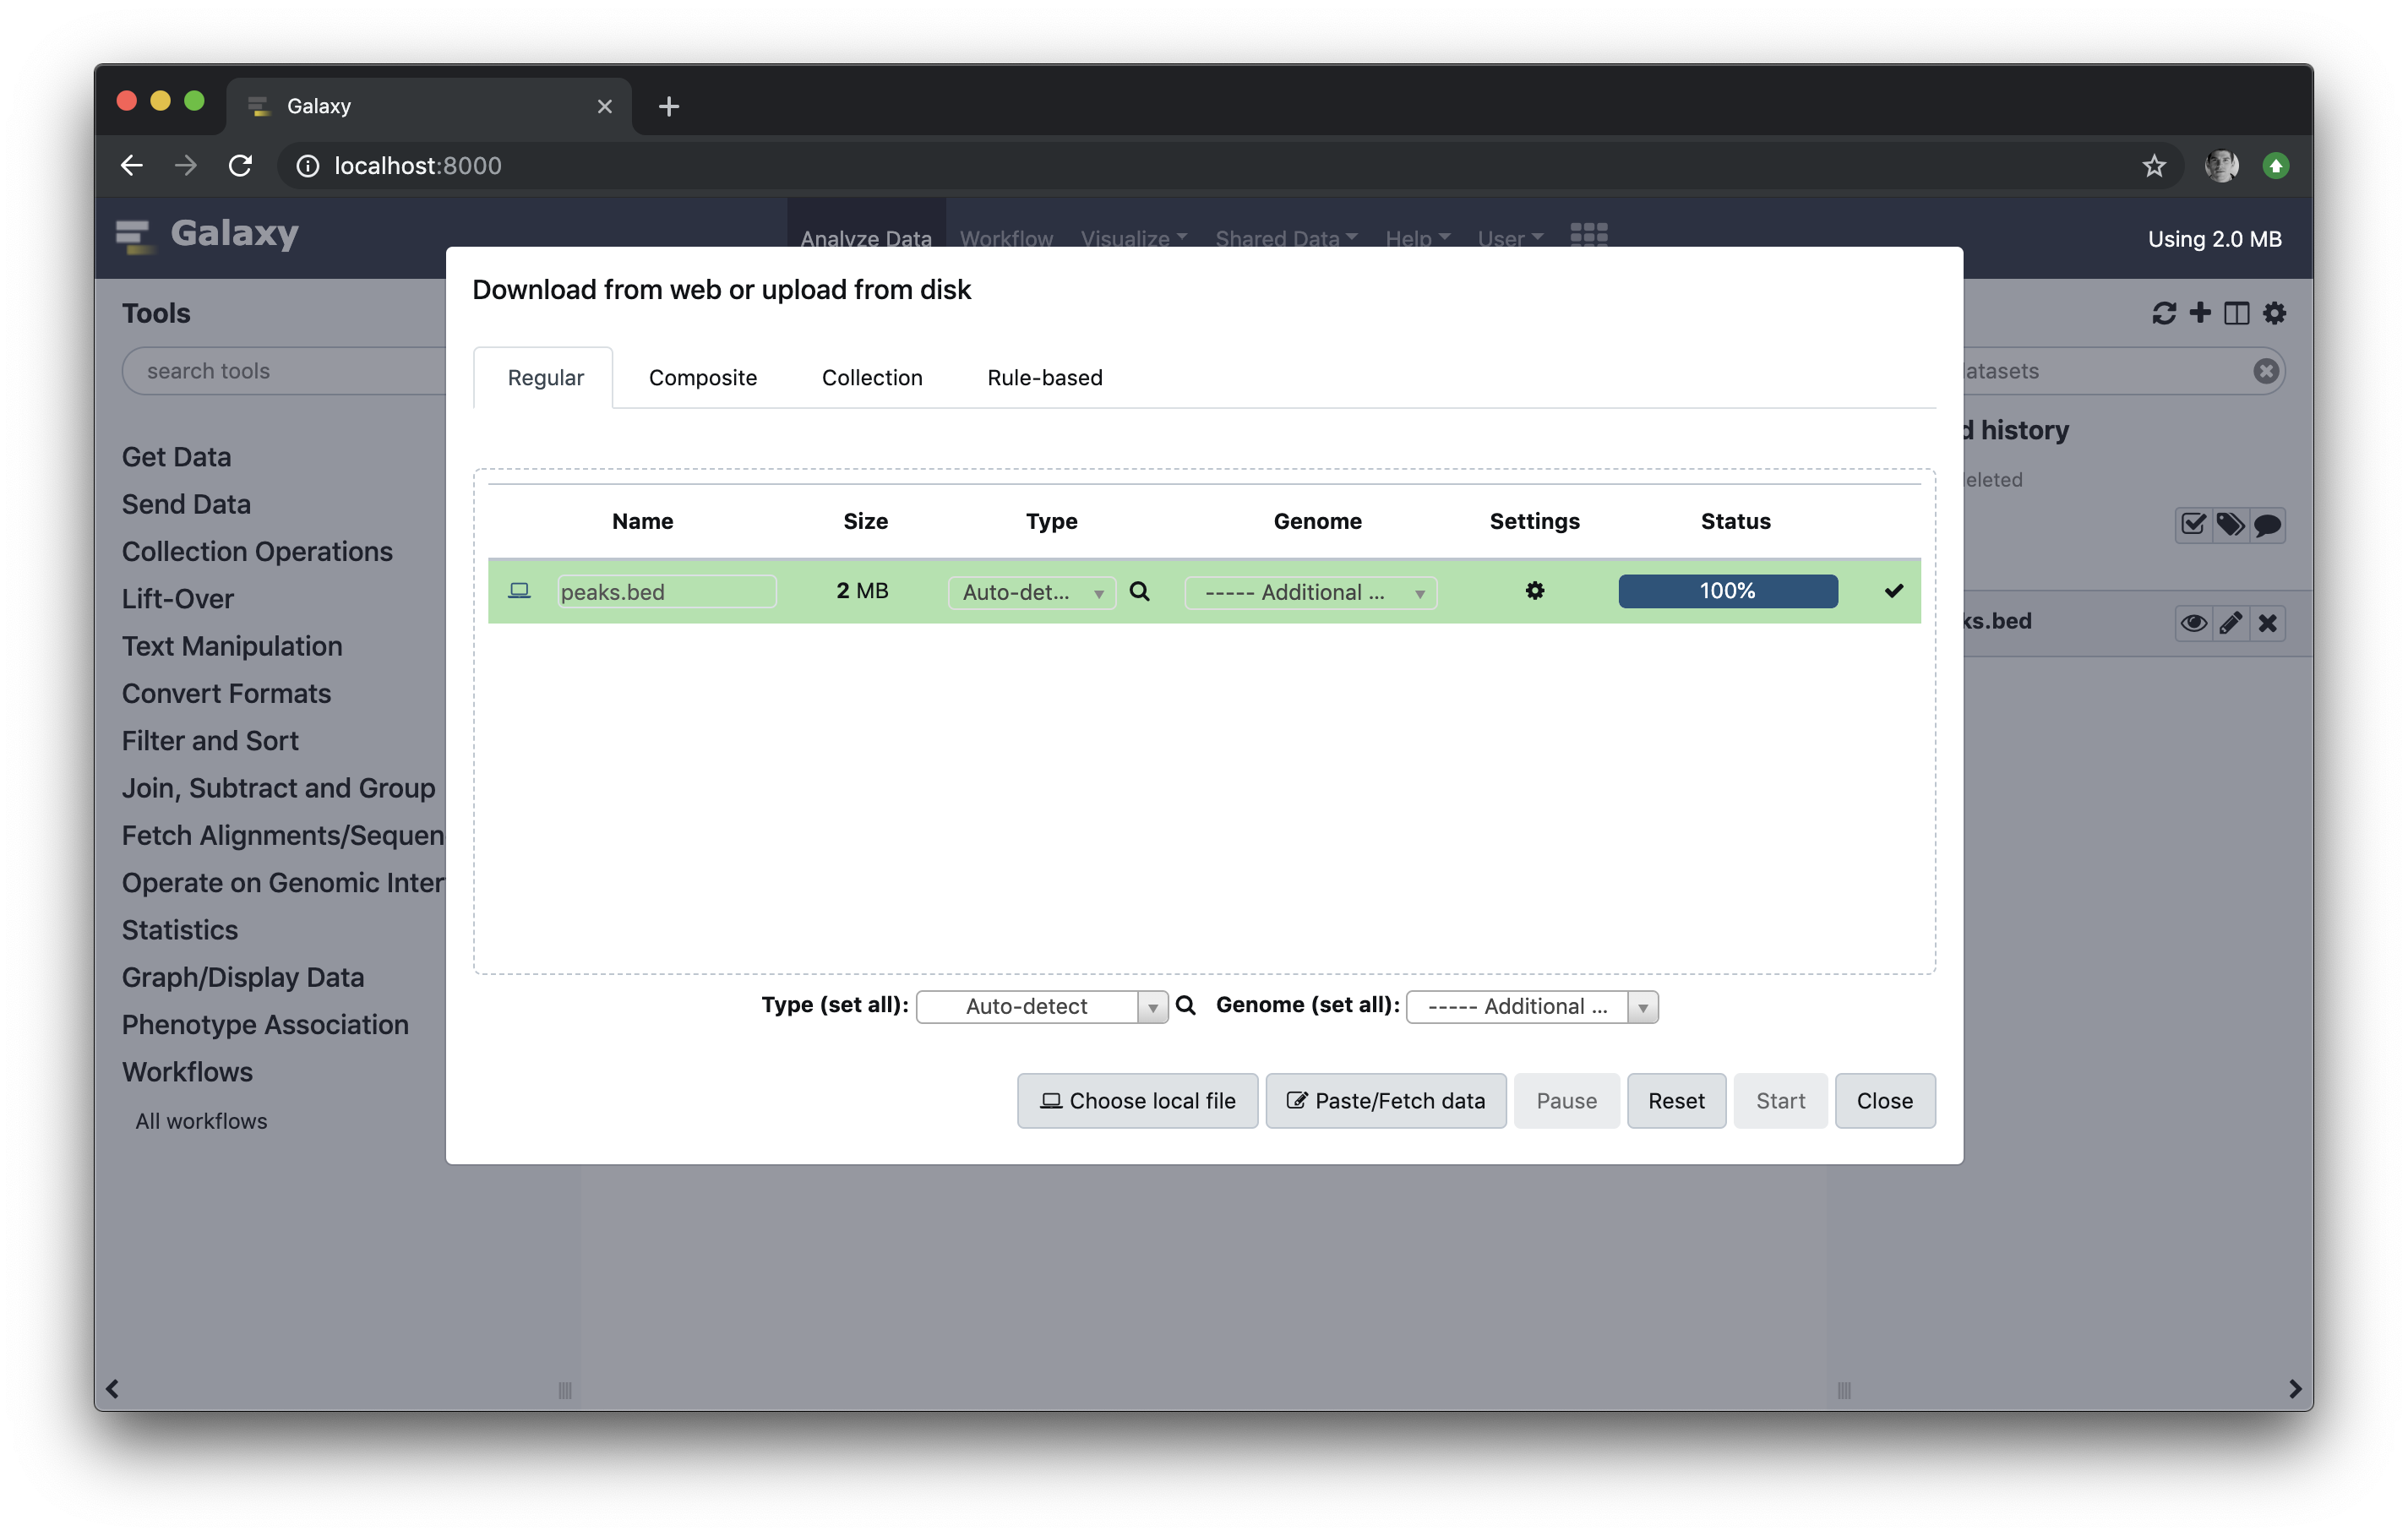 Galaxy
localhost:8000
Galaxy
Analyze Data
Workflow
Visualize
Shared Data
Help
User
Using 2.0 MB
Download from web or upload from disk
Regular
Composite
Collection
Rule-based
Name
Size
Type
Genome
Settings
Status
peaks.bed
2 MB
Auto-det...
----- Additional ...
100%
Type (set all):
Auto-detect
Genome (set all):
----- Additional ...
Choose local file
Paste/Fetch data
Pause
Reset
Start
Close
Tools
search tools
Get Data
Send Data
Collection Operations
Lift-Over
Text Manipulation
Convert Formats
Filter and Sort
Join, Subtract and Group
Fetch Alignments/Sequen
Operate on Genomic Inter
Statistics
Graph/Display Data
Phenotype Association
Workflows
All workflows
atasets
d history
eleted
ks.bed